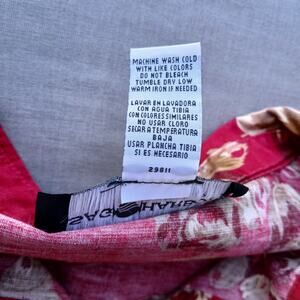 MACHINE WASH COLD
WITH LIKE COLORS
DO NOT BLEACH
TUMBLE DRY LOW
WARM IRON IF NEEDED
LAVAR EN LAVADORA
CON AGUA TIBIA
CON COLORES SIMILARES
NO USAR CLORO
SECAR A TEMPERATURA
BAJA
USAR PLANCHA TIBIA
SI ES NECESARIO
29811